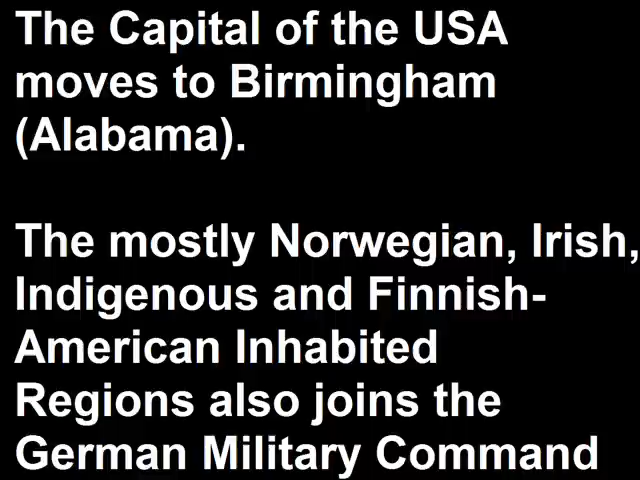 The Capital of the USA
moves to Birmingham
(Alabama).
The mostly Norwegian, Irish,
Indigenous and Finnish-
American Inhabited
Regions also joins the
German Military Command